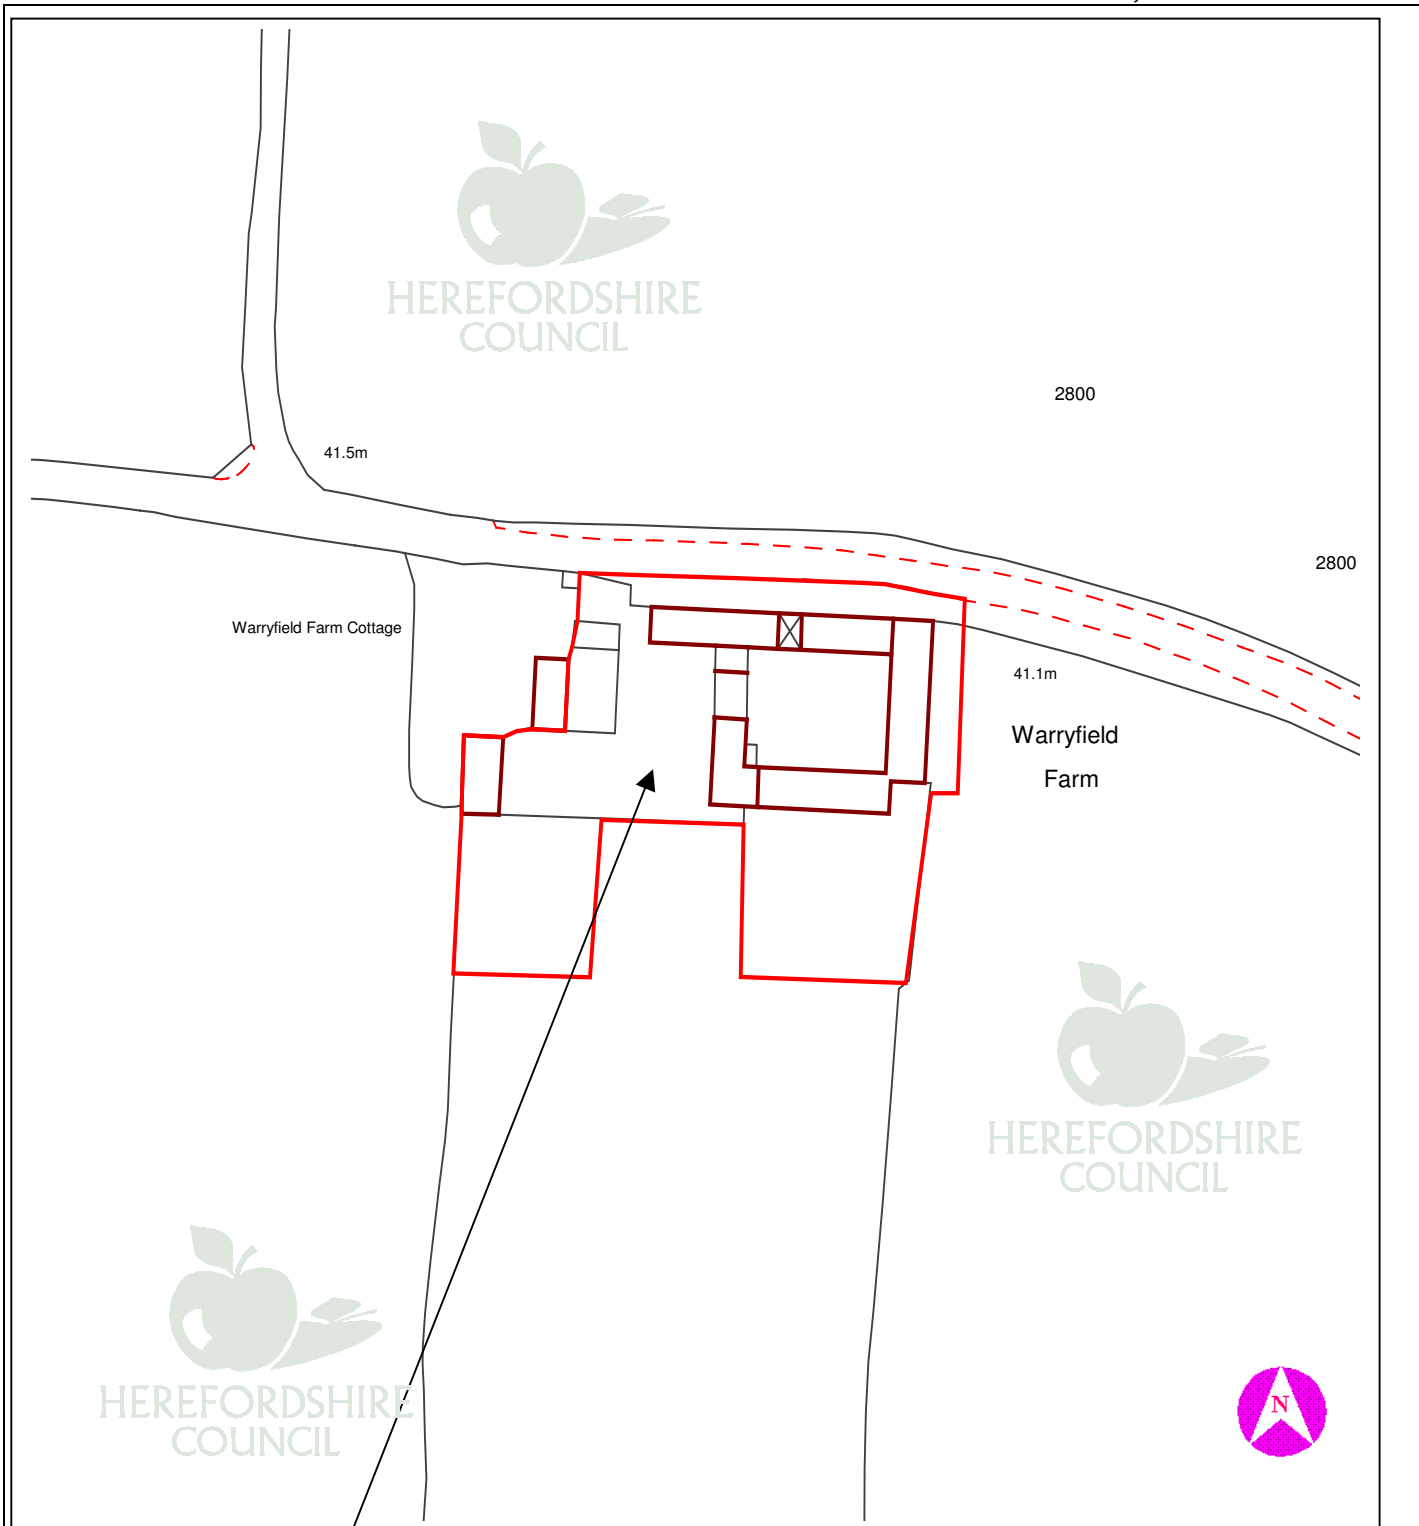 HEREFORDSHIRE
COUNCIL
2800
41.5m
2800
Warryfield Farm Cottage
41.1m
Warryfield
Farm
HEREFORDSHIRE
COUNCIL
HEREFORDSHIRE
COUNCIL
N